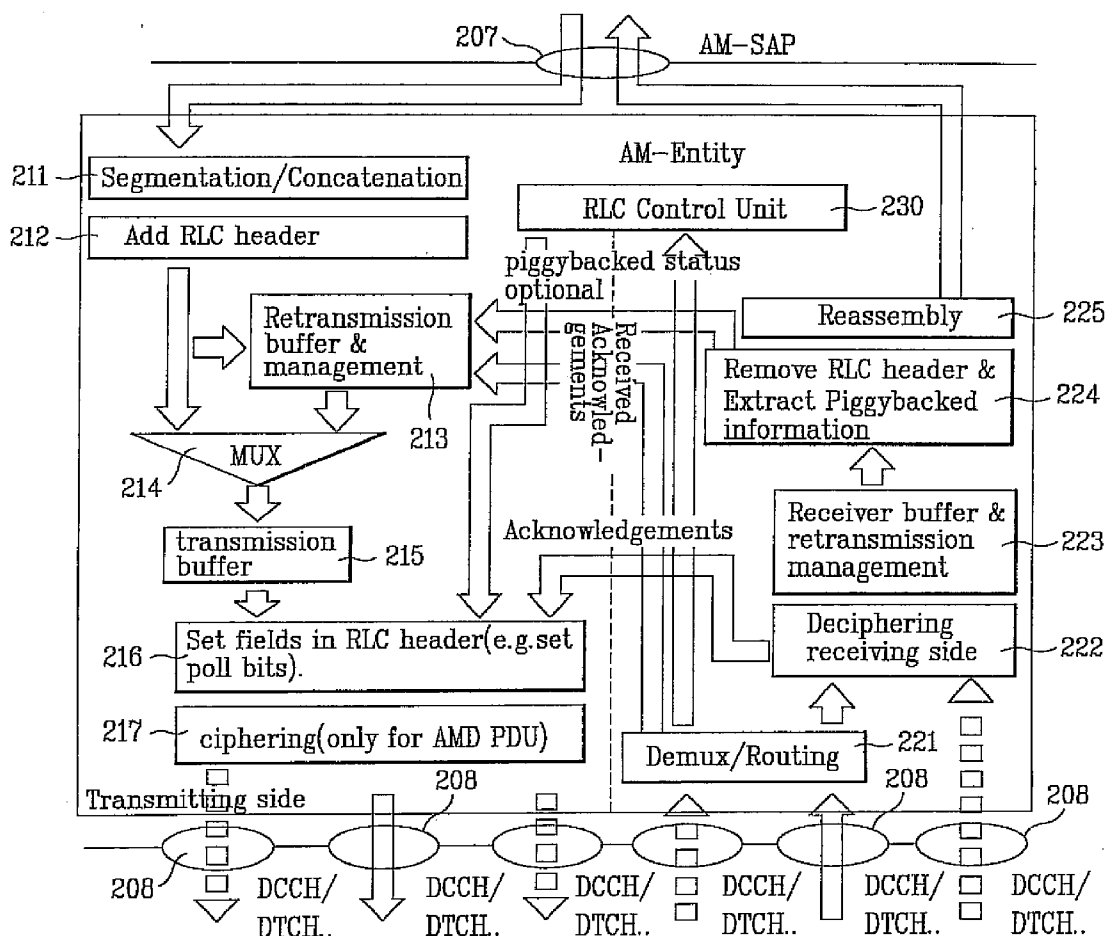 207
AM-SAP
AM-Entity
211
Segmentation/Concatenation
212
Add RLC header
RLC Control Unit
230
piggybacked status
optional
Retransmission
buffer &
management
213
Received
Acknowled-
gements
Reassembly
225
Remove RLC header &
Extract Piggybacked
information
224
MUX
214
transmission
buffer
215
Acknowledgements
Receiver buffer &
retransmission
management
223
216
Set fields in RLC header(e.g.set
poll bits).
Deciphering
receiving side
222
217
ciphering(only for AMD PDU)
Demux/Routing
221
Transmitting side
208
208
208
208
DCCH/
DTCH..
DCCH/
DTCH..
DCCH/
DTCH..
DCCH/
DTCH..
DCCH/
DTCH..
DCCH/
DTCH..